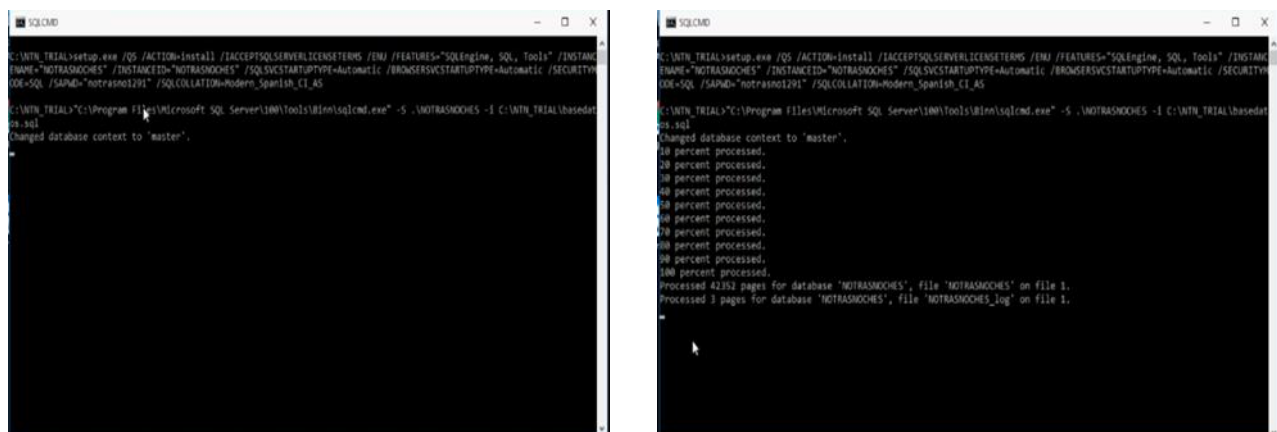 SQLCMD
C:\NTN_TRIAL>setup.exe /QS /ACTION=install /IACCEPTSQLSERVERLICENSETERMS /ENU /FEATURES="SQLEngine, SQL, Tools" /INSTANC
ENAME="NOTRASNOCHES" /INSTANCEID="NOTRASNOCHES" /SQLSVCSTARTUPTYPE=Automatic /BROWSERSVCSTARTUPTYPE=Automatic /SECURITYM
ODE=SQL /SAPWD="notrasno1291" /SQLCOLLATION=Modern_Spanish_CI_AS
C:\NTN_TRIAL>"C:\Program Files\Microsoft SQL Server\100\Tools\Binn\sqlcmd.exe" -S .\NOTRASNOCHES -i C:\NTN_TRIAL\basedat
os.sql
Changed database context to 'master'.
SQLCMD
C:\NTN_TRIAL>setup.exe /QS /ACTION=install /IACCEPTSQLSERVERLICENSETERMS /ENU /FEATURES="SQLEngine, SQL, Tools" /INSTANC
ENAME="NOTRASNOCHES" /INSTANCEID="NOTRASNOCHES" /SQLSVCSTARTUPTYPE=Automatic /BROWSERSVCSTARTUPTYPE=Automatic /SECURITYM
ODE=SQL /SAPWD="notrasno1291" /SQLCOLLATION=Modern_Spanish_CI_AS
C:\NTN_TRIAL>"C:\Program Files\Microsoft SQL Server\100\Tools\Binn\sqlcmd.exe" -S .\NOTRASNOCHES -i C:\NTN_TRIAL\basedat
os.sql
Changed database context to 'master'.
10 percent processed.
20 percent processed.
30 percent processed.
40 percent processed.
50 percent processed.
60 percent processed.
70 percent processed.
80 percent processed.
90 percent processed.
100 percent processed.
Processed 42352 pages for database 'NOTRASNOCHES', file 'NOTRASNOCHES' on file 1.
Processed 3 pages for database 'NOTRASNOCHES', file 'NOTRASNOCHES_log' on file 1.